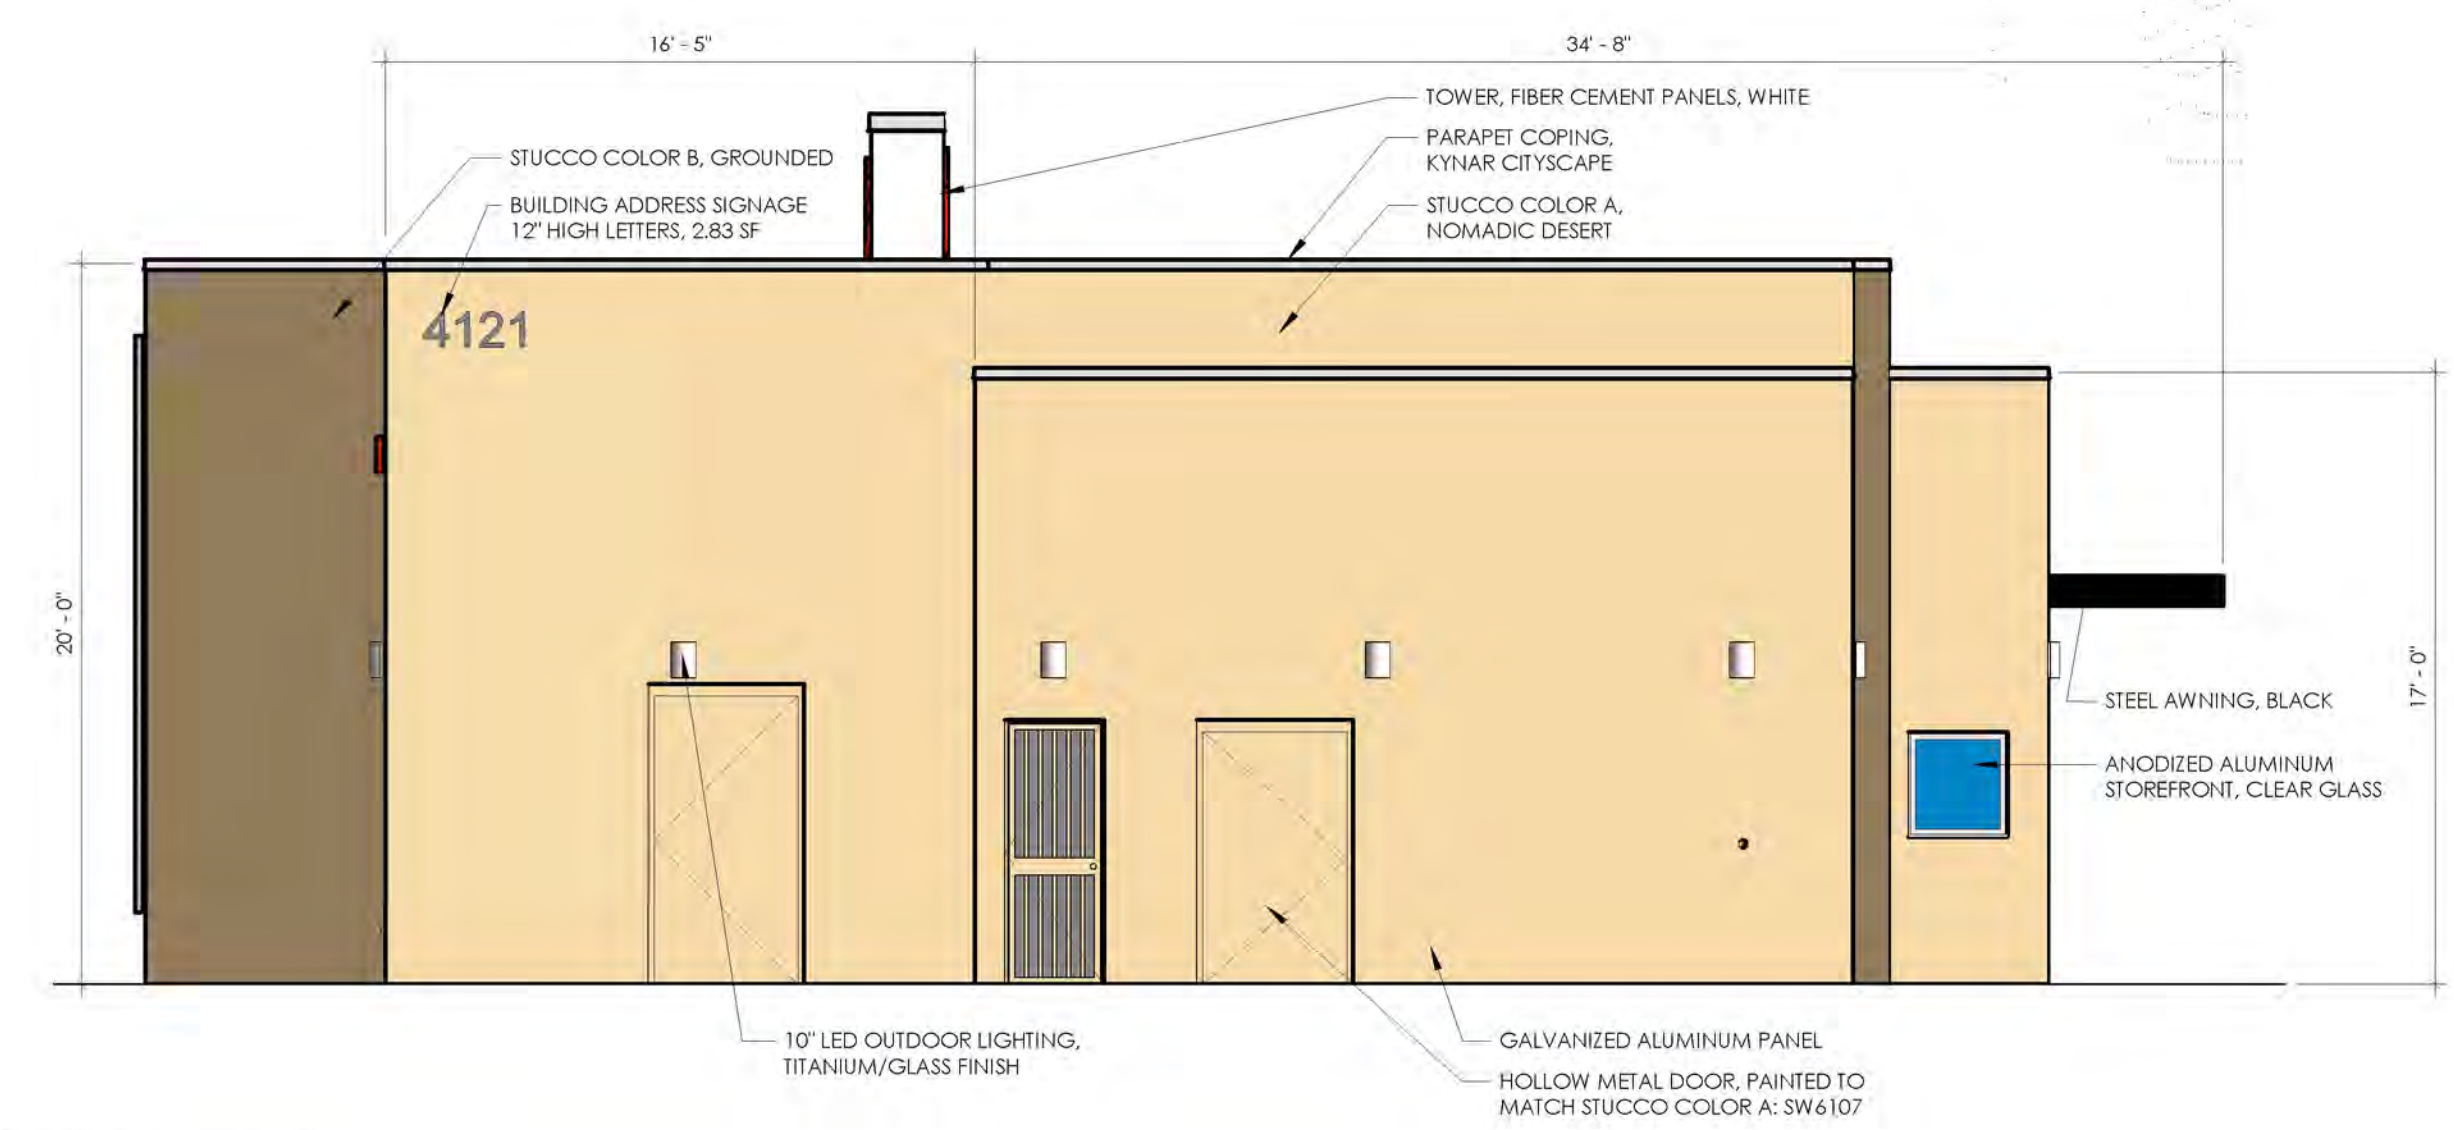 16' - 5"
34' - 8"
TOWER, FIBER CEMENT PANELS, WHITE
PARAPET COPING,
KYNAR CITYSCAPE
STUCCO COLOR B, GROUNDED
BUILDING ADDRESS SIGNAGE
12" HIGH LETTERS, 2.83 SF
STUCCO COLOR A,
NOMADIC DESERT
4121
20' - 0"
17' - 0"
STEEL AWNING, BLACK
ANODIZED ALUMINUM
STOREFRONT, CLEAR GLASS
10" LED OUTDOOR LIGHTING,
TITANIUM/GLASS FINISH
GALVANIZED ALUMINUM PANEL
HOLLOW METAL DOOR, PAINTED TO
MATCH STUCCO COLOR A: SW6107